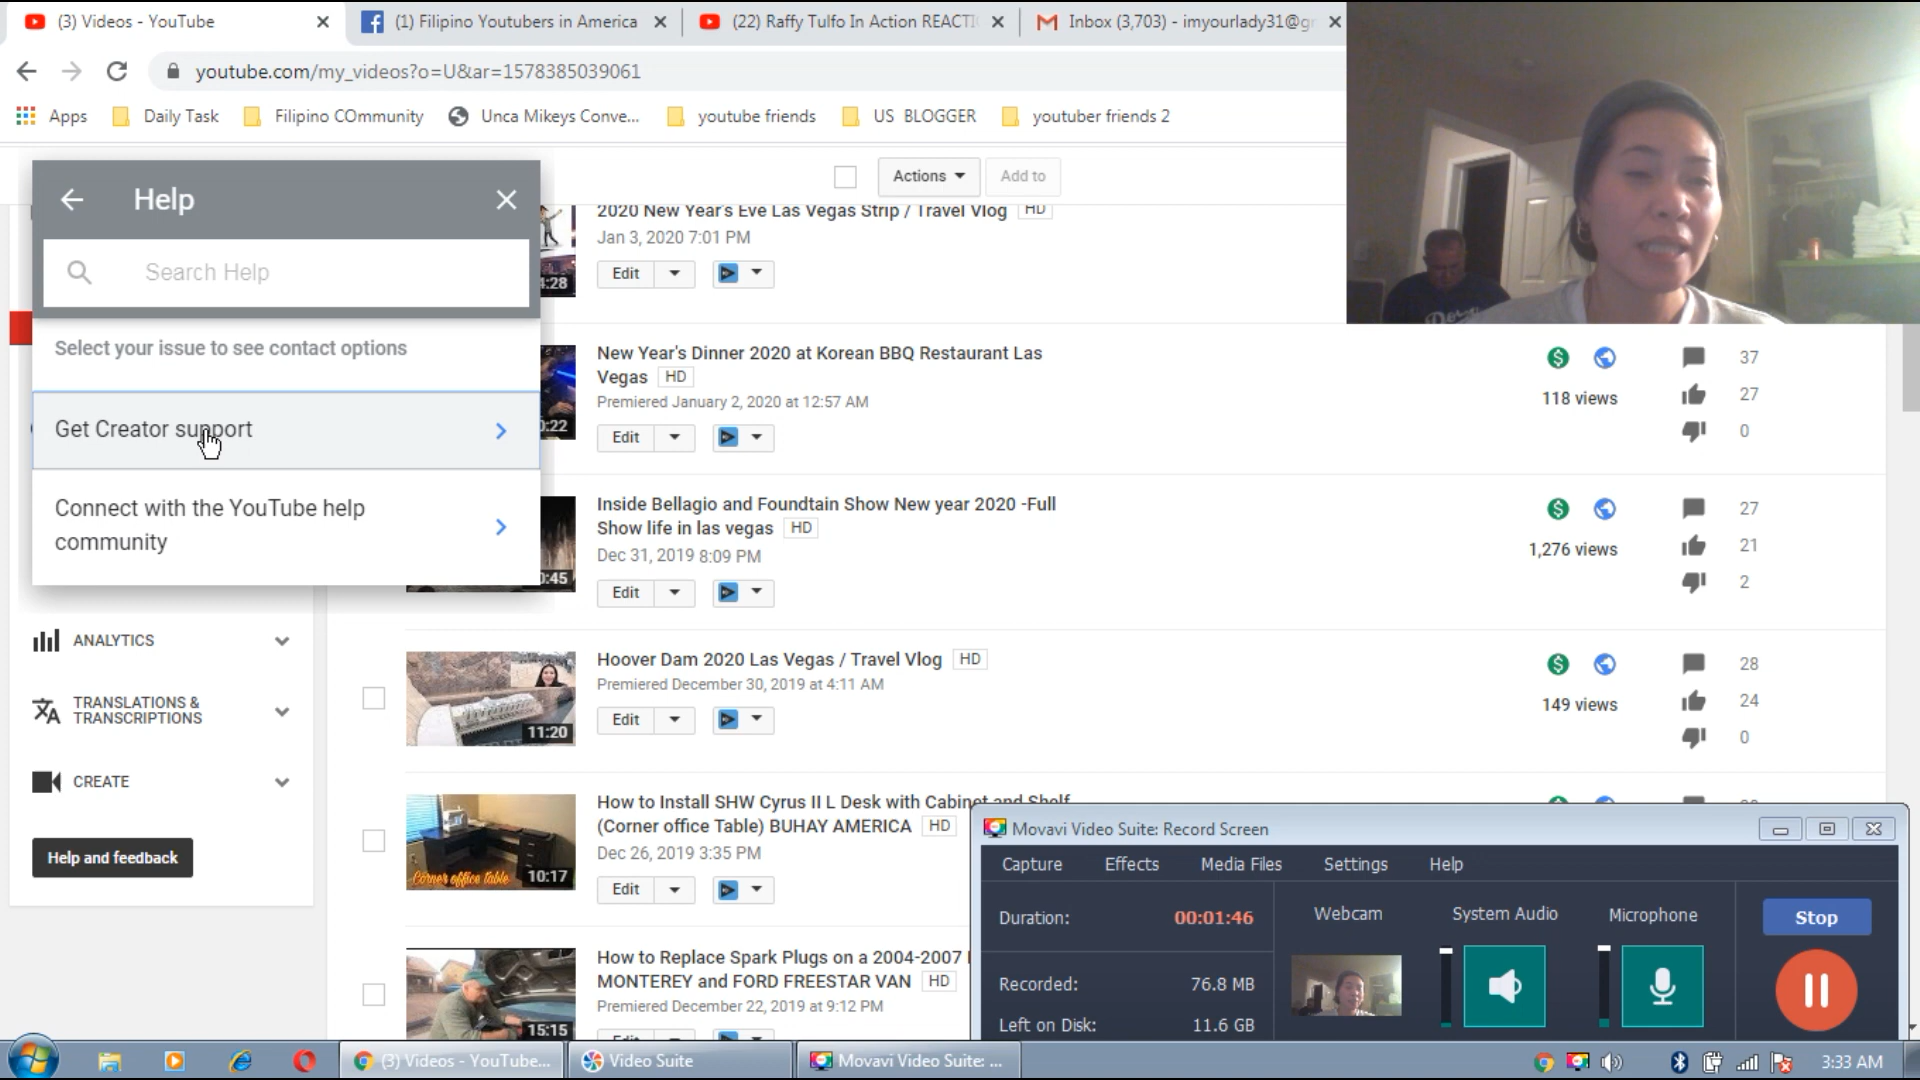 (3) Videos - YouTube
(1) Filipino Youtubers in America
(22) Raffy Tulfo In Action REACTI
Inbox (3,703) - imyourlady31@g
youtube.com/my_videos?o=U&ar=1578385039061
Apps
Daily Task
Filipino COmmunity
Unca Mikeys Conve...
youtube friends
US BLOGGER
youtuber friends 2
Help
Search Help
Select your issue to see contact options
Get Creator support
Connect with the YouTube help
community
ANALYTICS
TRANSLATIONS &
TRANSCRIPTIONS
CREATE
Help and feedback
Actions
Add to
2020 New Year's Eve Las Vegas Strip / Travel Vlog HD
Jan 3, 2020 7:01 PM
:28
Edit
New Year's Dinner 2020 at Korean BBQ Restaurant Las
Vegas HD
Premiered January 2, 2020 at 12:57 AM
:22
Edit
118 views
37
27
0
Inside Bellagio and Foundtain Show New year 2020 -Full
Show life in las vegas HD
Dec 31, 2019 8:09 PM
:45
Edit
1,276 views
27
21
2
Hoover Dam 2020 Las Vegas / Travel Vlog HD
Premiered December 30, 2019 at 4:11 AM
11:20
Edit
149 views
28
24
0
How to Install SHW Cyrus II L Desk with Cabinet and Shelf
(Corner office Table) BUHAY AMERICA HD
Dec 26, 2019 3:35 PM
Corner office table
10:17
Edit
How to Replace Spark Plugs on a 2004-2007
MONTEREY and FORD FREESTAR VAN HD
Premiered December 22, 2019 at 9:12 PM
15:15
Edit
Movavi Video Suite: Record Screen
Capture
Effects
Media Files
Settings
Help
Duration: 00:01:46
Recorded: 76.8 MB
Left on Disk: 11.6 GB
Webcam
System Audio
Microphone
Stop
(3) Videos - YouTube...
Video Suite
Movavi Video Suite: ...
3:33 AM